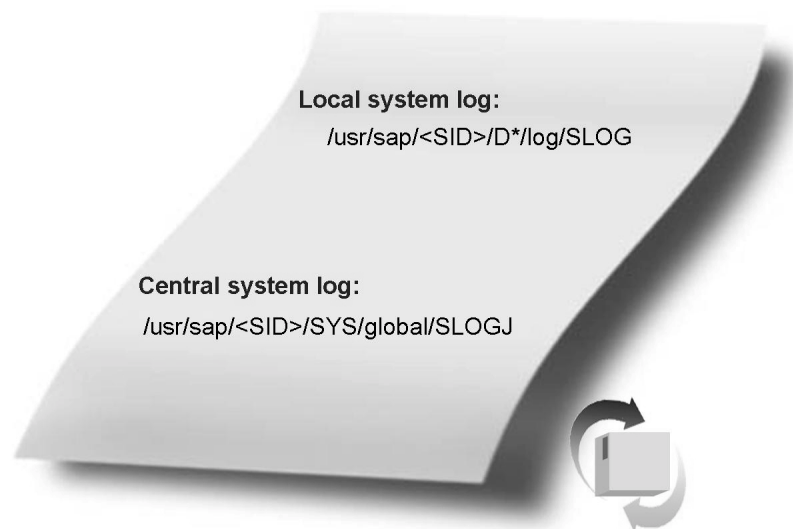 Local system log:
/usr/sap/<SID>/D*/log/SLOG
Central system log:
/usr/sap/<SID>/SYS/global/SLOGJ